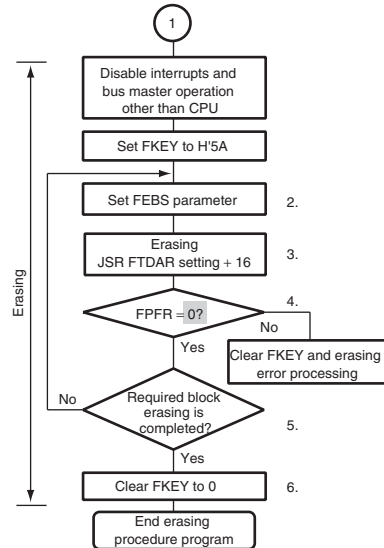 1
Disable interrupts and
bus master operation
other than CPU
Set FKEY to H'5A
Set FEBS parameter
2.
Erasing
JSR FTDAR setting + 16
3.
Erasing
FPFR = 0?
4.
No
Yes
Clear FKEY and erasing
error processing
Required block
erasing is
completed?
No
5.
Yes
Clear FKEY to 0
6.
End erasing
procedure program